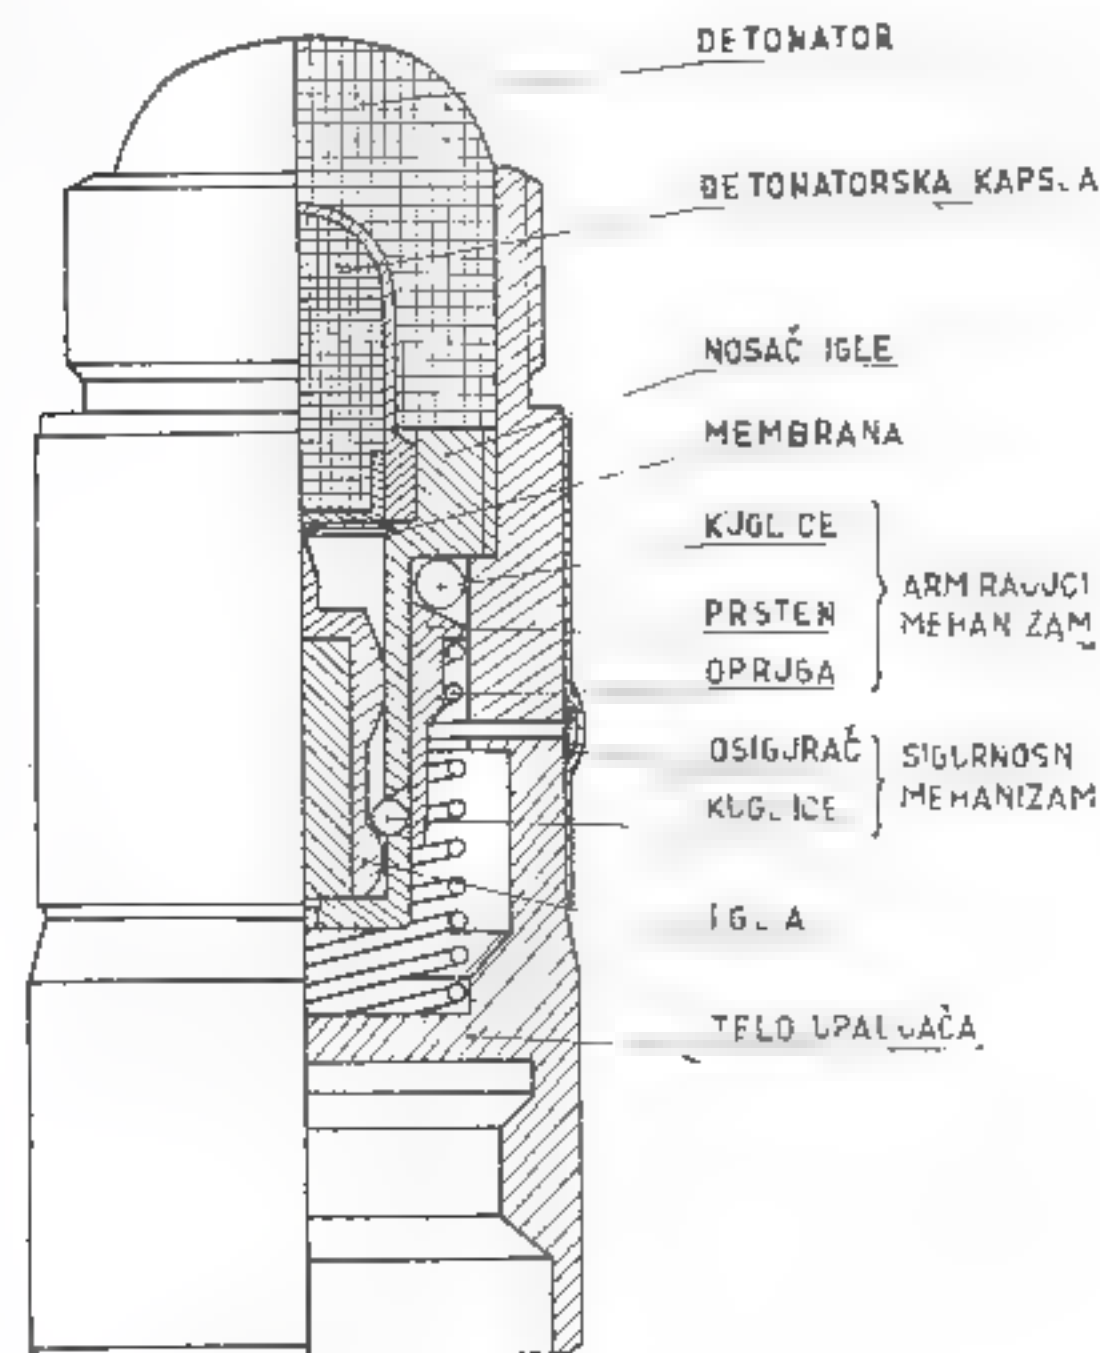 DETONATOR
DETONATORSKA KAPSLA
NOSAČ IGLE
MEMBRANA
KUGLICE
PRSTEN
OPRUGA
ARMIRAJUĆI
MEHANIZAM
OSIGURAČ
KUGLICE
SIGURNOSNI
MEHANIZAM
IGLA
TELO UPALJAČA